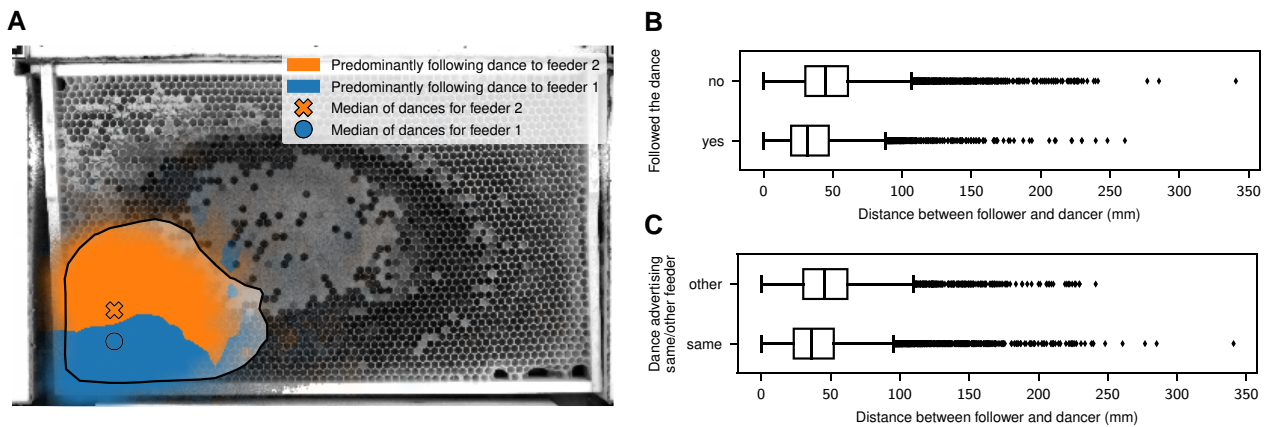 A
Predominantly following dance to feeder 2
Predominantly following dance to feeder 1
Median of dances for feeder 2
Median of dances for feeder 1
B
Followed the dance
no
yes
0 50 100 150 200 250 300 350
Distance between follower and dancer (mm)
C
Dance advertising
same/other feeder
other
same
0 50 100 150 200 250 300 350
Distance between follower and dancer (mm)